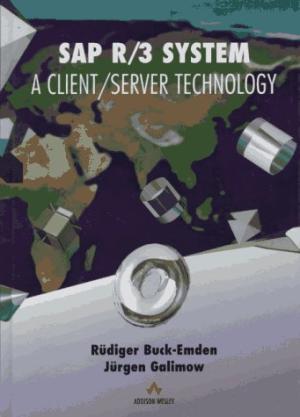 SAP R/3 SYSTEM
A CLIENT/SERVER TECHNOLOGY
Rüdiger Buck-Emden
Jürgen Galimow
ADDISON-WESLEY